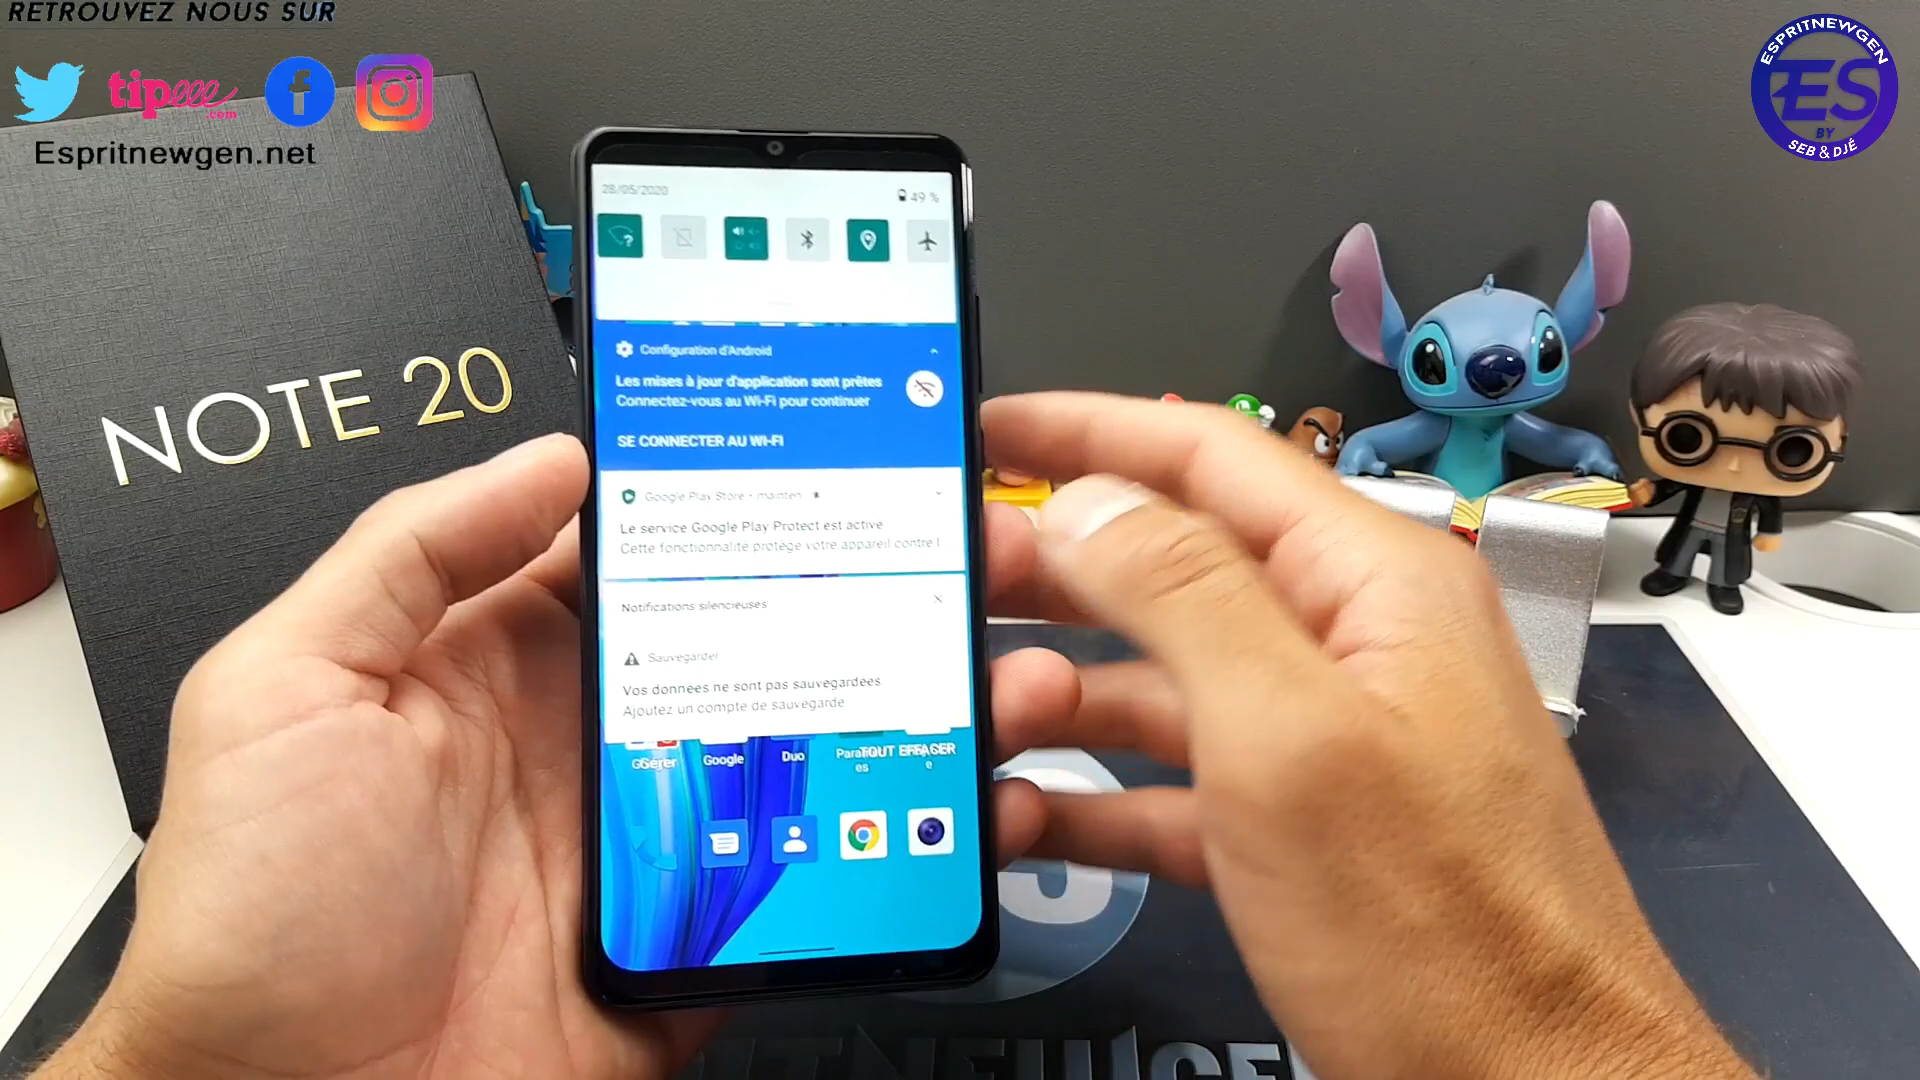 RETROUVEZ NOUS SUR
tipeee
.com
Espritnewgen.net
ESPRITNEWGEN
ES
BY
SEB & DJÉ
NOTE 20
28/05/2020
49 %
Configuration d'Android
Les mises à jour d'application sont prêtes
Connectez-vous au Wi-Fi pour continuer
SE CONNECTER AU WI-FI
Google Play Store • mainten
Le service Google Play Protect est activé
Cette fonctionnalité protège votre appareil contre l
Notifications silencieuses
Sauvegarder
Vos données ne sont pas sauvegardées
Ajoutez un compte de sauvegarde
Gérer
Google
Duo
TOUT EFFACER
es
e